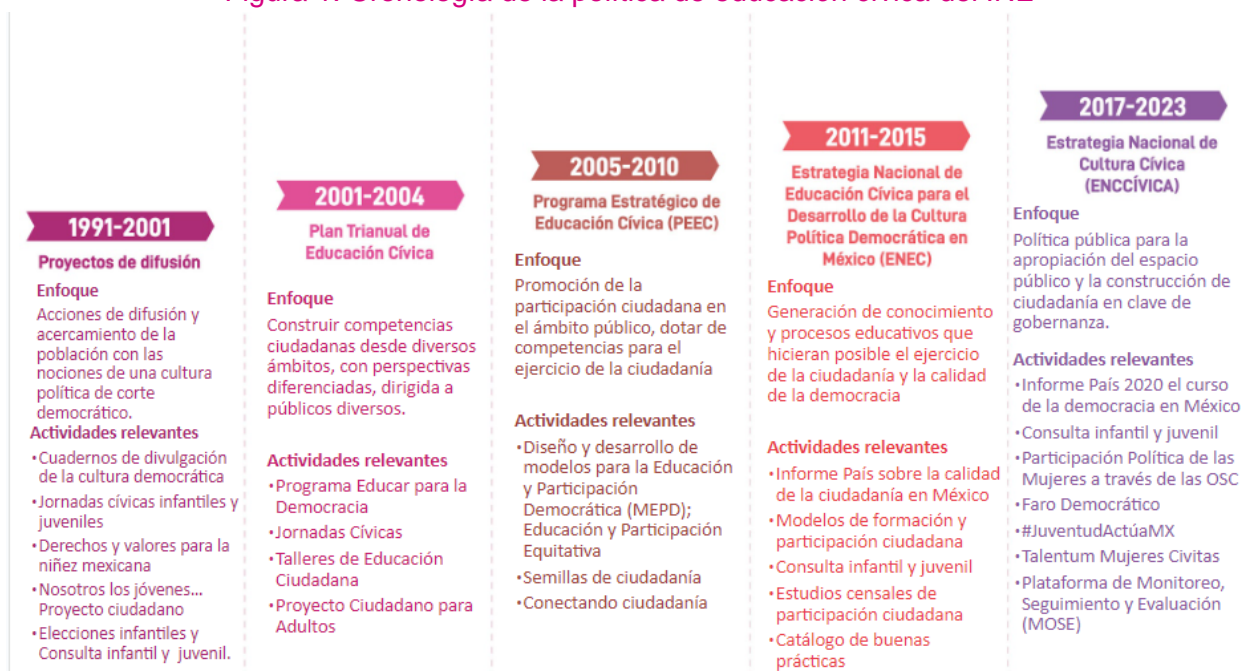 Figura 1. Cronología de la política de educación cívica del INE
1991-2001
Proyectos de difusión
Enfoque
Acciones de difusión y
acercamiento de la
población con las
nociones de una cultura
política de corte
democrático.
Actividades relevantes
•Cuadernos de divulgación
de la cultura democrática
•Jornadas cívicas infantiles y
juveniles
•Derechos y valores para la
niñez mexicana
•Nosotros los jóvenes...
Proyecto ciudadano
•Elecciones infantiles y
Consulta infantil y juvenil.
2001-2004
Plan Trianual de
Educación Cívica
Enfoque
Construir competencias
ciudadanas desde diversos
ámbitos, con perspectivas
diferenciadas, dirigida a
públicos diversos.
Actividades relevantes
•Programa Educar para la
Democracia
•Jornadas Cívicas
•Talleres de Educación
Ciudadana
•Proyecto Ciudadano para
Adultos
2005-2010
Programa Estratégico de
Educación Cívica (PEEC)
Enfoque
Promoción de la
participación ciudadana en
el ámbito público, dotar de
competencias para el
ejercicio de la ciudadanía
Actividades relevantes
•Diseño y desarrollo de
modelos para la Educación
y Participación
Democrática (MEPD);
Educación y Participación
Equitativa
•Semillas de ciudadanía
•Conectando ciudadanía
2011-2015
Estrategia Nacional de
Educación Cívica para el
Desarrollo de la Cultura
Política Democrática en
México (ENEC)
Enfoque
Generación de conocimiento
y procesos educativos que
hicieran posible el ejercicio
de la ciudadanía y la calidad
de la democracia
Actividades relevantes
•Informe País sobre la calidad
de la ciudadanía en México
•Modelos de formación y
participación ciudadana
•Consulta infantil y juvenil
•Estudios censales de
participación ciudadana
•Catálogo de buenas
prácticas
2017-2023
Estrategia Nacional de
Cultura Cívica
(ENCCÍVICA)
Enfoque
Política pública para la
apropiación del espacio
público y la construcción de
ciudadanía en clave de
gobernanza.
Actividades relevantes
•Informe País 2020 el curso
de la democracia en México
•Consulta infantil y juvenil
•Participación Política de las
Mujeres a través de las OSC
•Faro Democrático
•#JuventudActúaMX
•Talentum Mujeres Civitas
•Plataforma de Monitoreo,
Seguimiento y Evaluación
(MOSE)